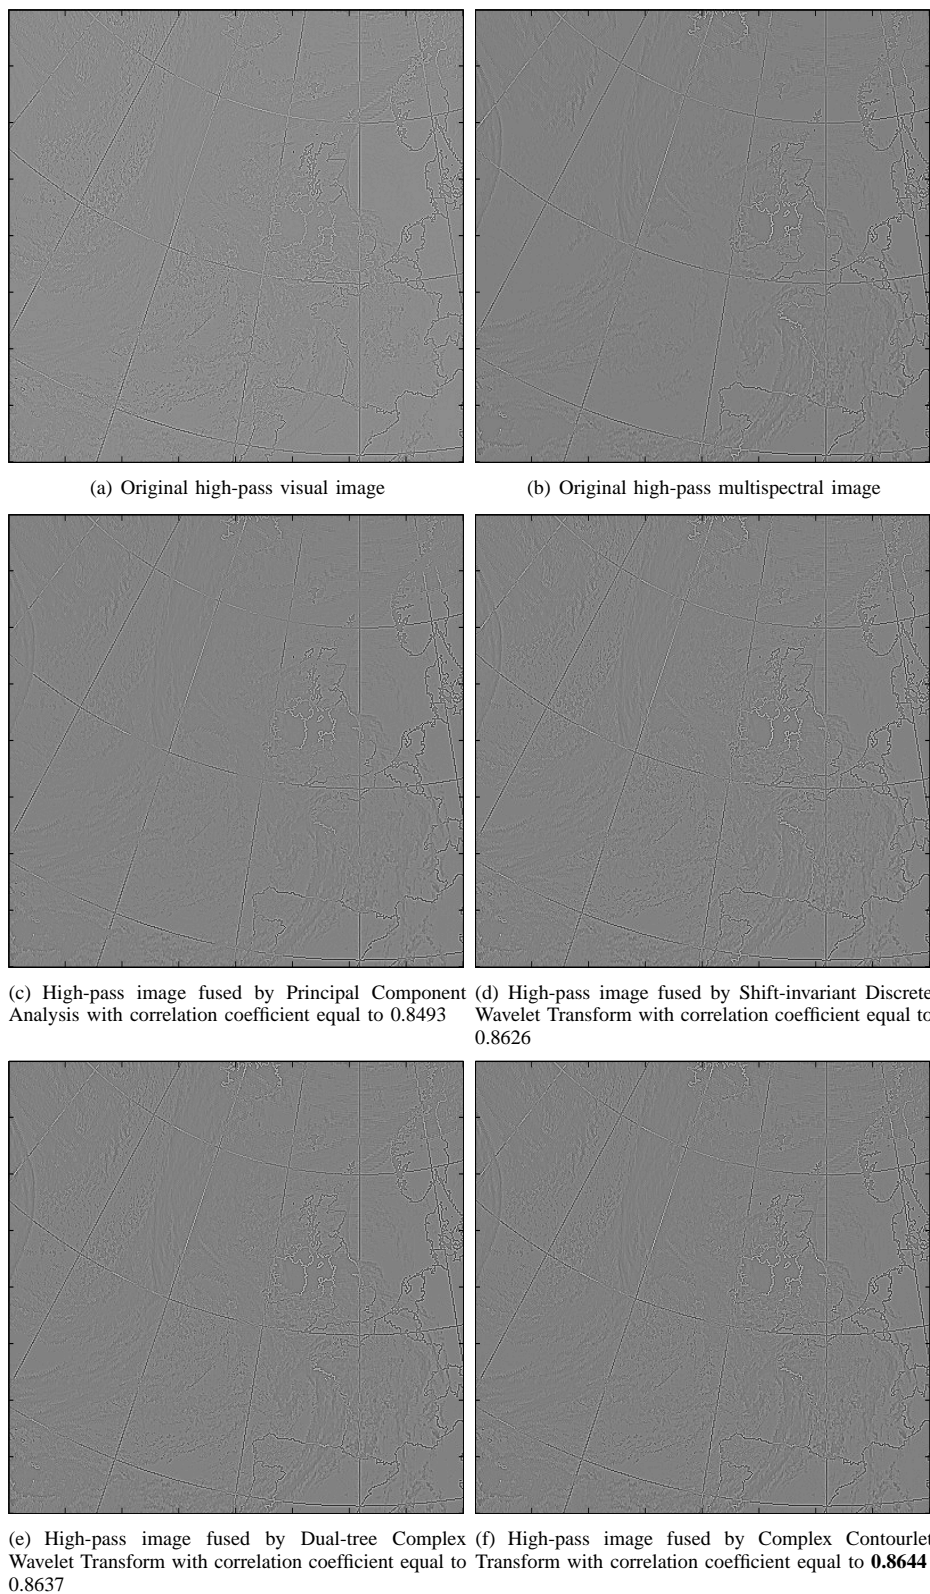 (a) Original high-pass visual image
(b) Original high-pass multispectral image
(c) High-pass image fused by Principal Component
Analysis with correlation coefficient equal to 0.8493
(d) High-pass image fused by Shift-invariant Discrete
Wavelet Transform with correlation coefficient equal to
0.8626
(e) High-pass image fused by Dual-tree Complex
Wavelet Transform with correlation coefficient equal to
0.8637
(f) High-pass image fused by Complex Contourlet
Transform with correlation coefficient equal to 0.8644